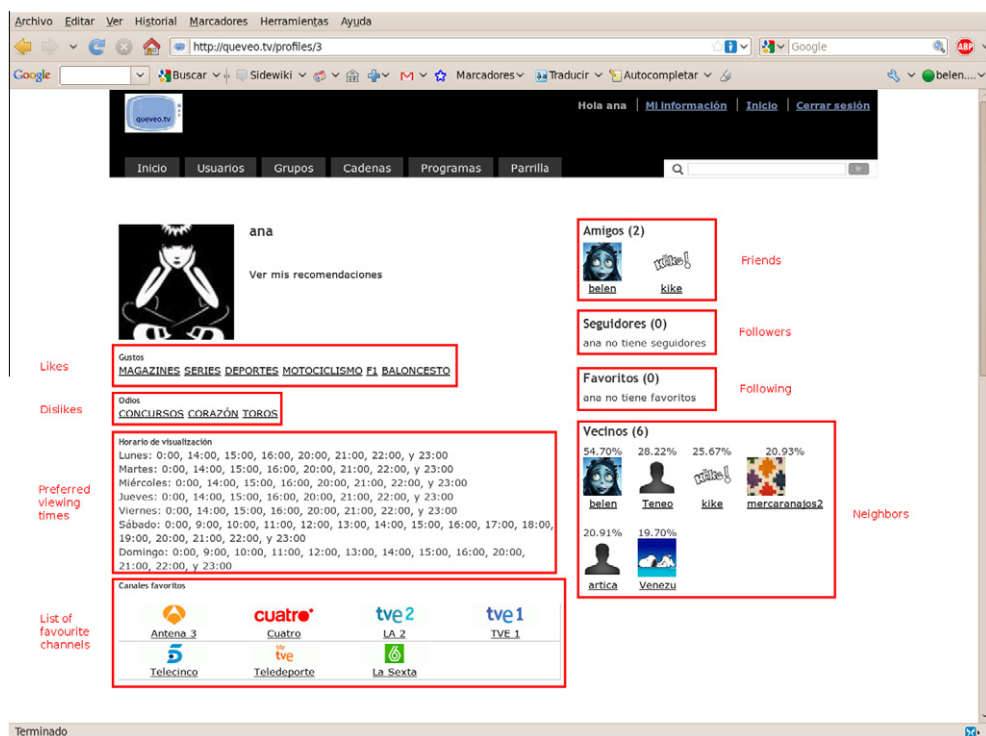 Archivo Editar Ver Historial Marcadores Herramientas Ayuda
http://queveo.tv/profiles/3
Google
ABP
Google
Buscar
Sidewiki
Marcadores
Traducir
Autocompletar
belen....
queveo.tv
Hola ana | Mi información | Inicio | Cerrar sesión
Inicio Usuarios Grupos Cadenas Programas Parrilla
Ir
ana
Ver mis recomendaciones
Likes
Gustos
MAGAZINES SERIES DEPORTES MOTOCICLISMO F1 BALONCESTO
Dislikes
Odios
CONCURSOS CORAZÓN TOROS
Preferred
viewing
times
Horario de visualización
Lunes: 0:00, 14:00, 15:00, 16:00, 20:00, 21:00, 22:00, y 23:00
Martes: 0:00, 14:00, 15:00, 16:00, 20:00, 21:00, 22:00, y 23:00
Miércoles: 0:00, 14:00, 15:00, 16:00, 20:00, 21:00, 22:00, y 23:00
Jueves: 0:00, 14:00, 15:00, 16:00, 20:00, 21:00, 22:00, y 23:00
Viernes: 0:00, 14:00, 15:00, 16:00, 20:00, 21:00, 22:00, y 23:00
Sábado: 0:00, 9:00, 10:00, 11:00, 12:00, 13:00, 14:00, 15:00, 16:00, 17:00, 18:00,
19:00, 20:00, 21:00, 22:00, y 23:00
Domingo: 0:00, 9:00, 10:00, 11:00, 12:00, 13:00, 14:00, 15:00, 16:00, 20:00,
21:00, 22:00, y 23:00
List of
favourite
channels
Canales favoritos
cuatro tve2 tve1
Antena 3 Cuatro LA 2 TVE 1
5 tve 6
Telecinco Teledeporte La Sexta
Amigos (2)
Kike!
belen kike
Friends
Seguidores (0)
ana no tiene seguidores
Followers
Favoritos (0)
ana no tiene favoritos
Following
Vecinos (6)
54.70% 28.22% 25.67% 20.93%
Kike!
belen Teneo kike mercaranajos2
20.91% 19.70%
artica Venezu
Neighbors
Terminado